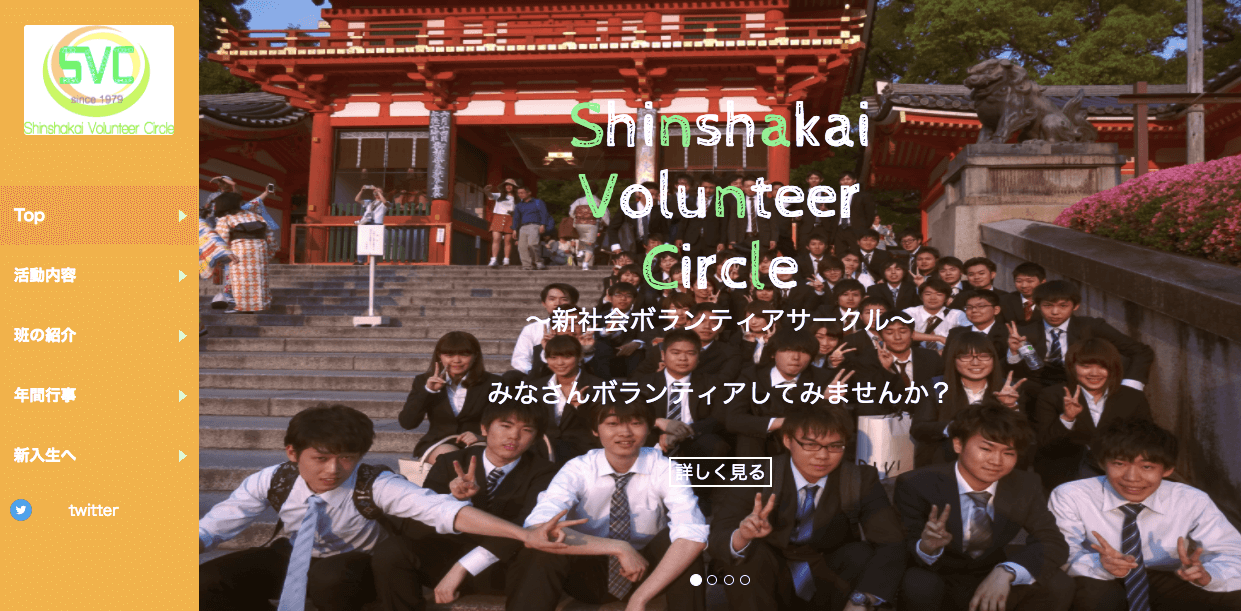 SVC
since 1979
Shinshakai Volunteer Circle
Top
活動内容
班の紹介
年間行事
新入生へ
twitter
Shinshakai
Volunteer
Circle
〜新社会ボランティアサークル〜
みなさんボランティアしてみませんか？
詳しく見る